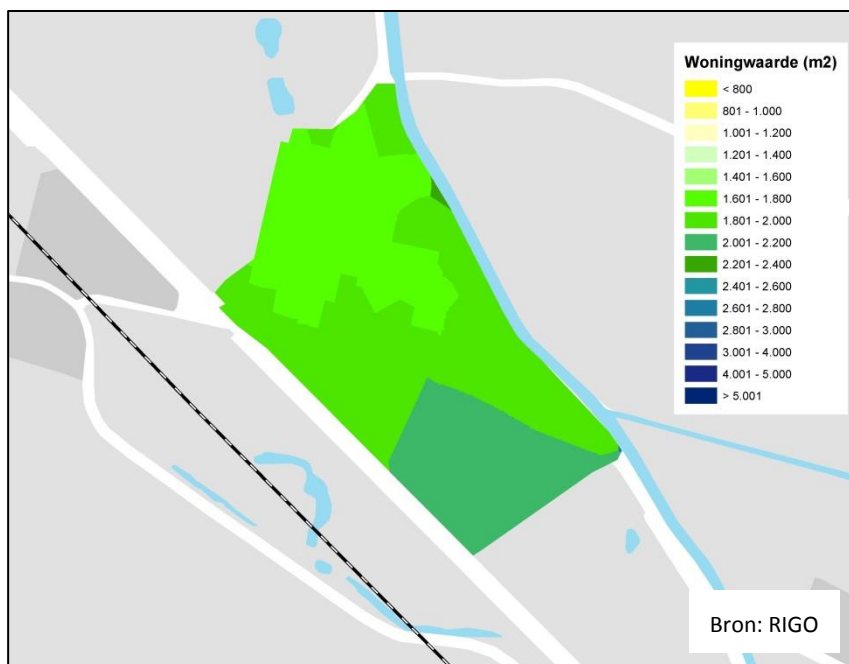 Woningwaarde (m2)
< 800
801 - 1.000
1.001 - 1.200
1.201 - 1.400
1.401 - 1.600
1.601 - 1.800
1.801 - 2.000
2.001 - 2.200
2.201 - 2.400
2.401 - 2.600
2.601 - 2.800
2.801 - 3.000
3.001 - 4.000
4.001 - 5.000
> 5.001
Bron: RIGO